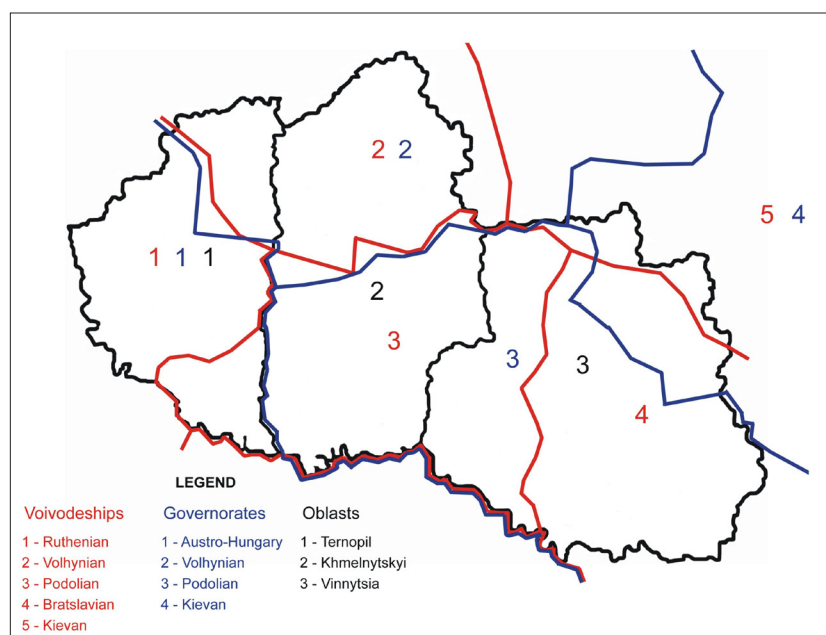 2 2
5 4
1 1 1
2
3
3 3
4
LEGEND
Voivodeships Governorates Oblasts
1 - Ruthenian 1 - Austro-Hungary 1 - Ternopil
2 - Volhynian 2 - Volhynian 2 - Khmelnytskyi
3 - Podolian 3 - Podolian 3 - Vinnytsia
4 - Bratslavian 4 - Kievan
5 - Kievan